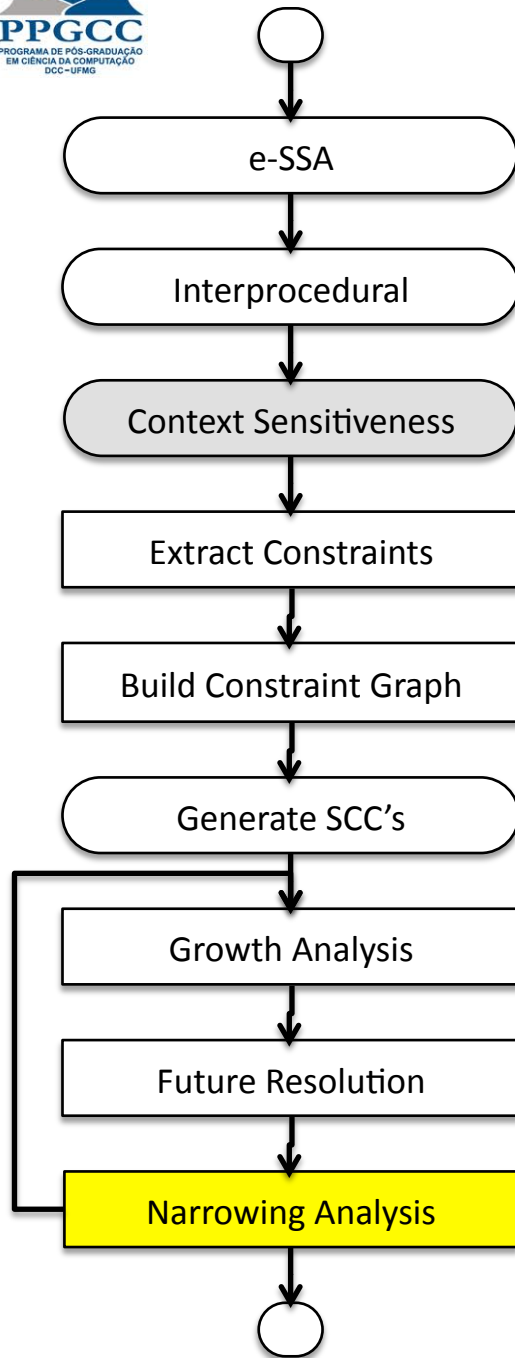 PPGCC
PROGRAMA DE PÓS-GRADUAÇÃO
EM CIÊNCIA DA COMPUTAÇÃO
DCC-UFMG
e-SSA
Interprocedural
Context Sensitiveness
Extract Constraints
Build Constraint Graph
Generate SCC's
Growth Analysis
Future Resolution
Narrowing Analysis